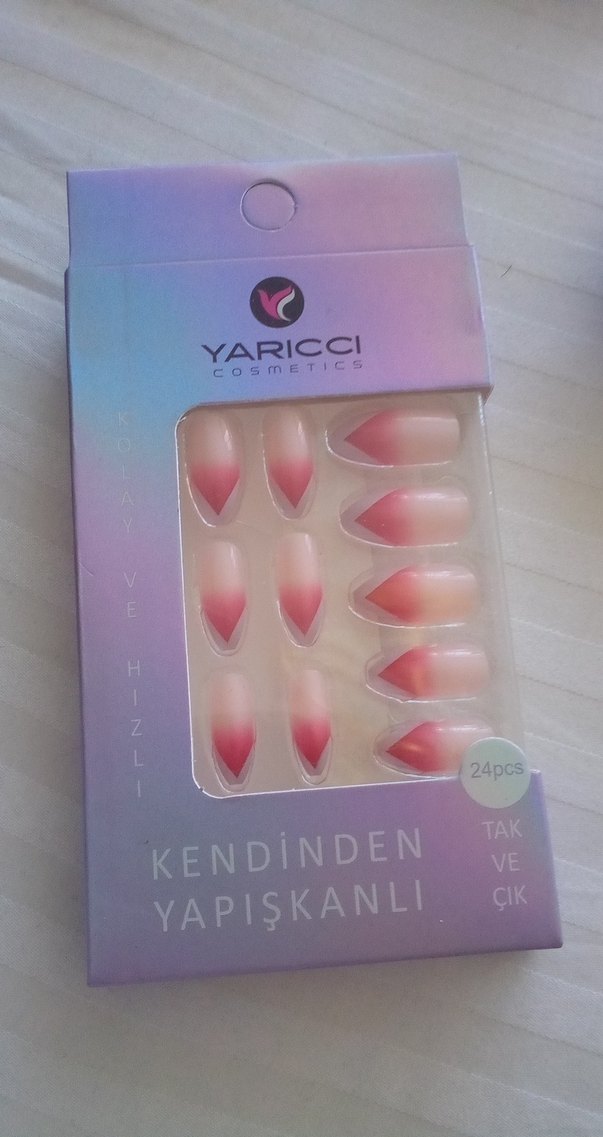 YARICCI
COSMETICS
KOLAY VE HIZLI
24pcs
KENDİNDEN
YAPIŞKANLI
TAK
VE
ÇIK